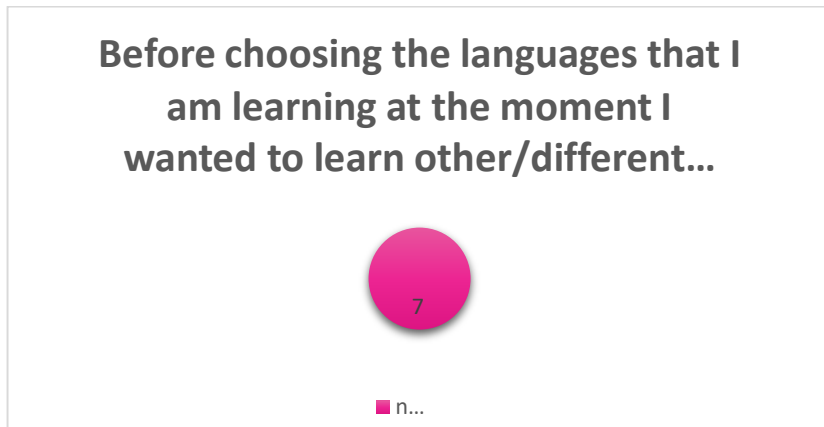 Before choosing the languages that I
am learning at the moment I
wanted to learn other/different...
7
n...